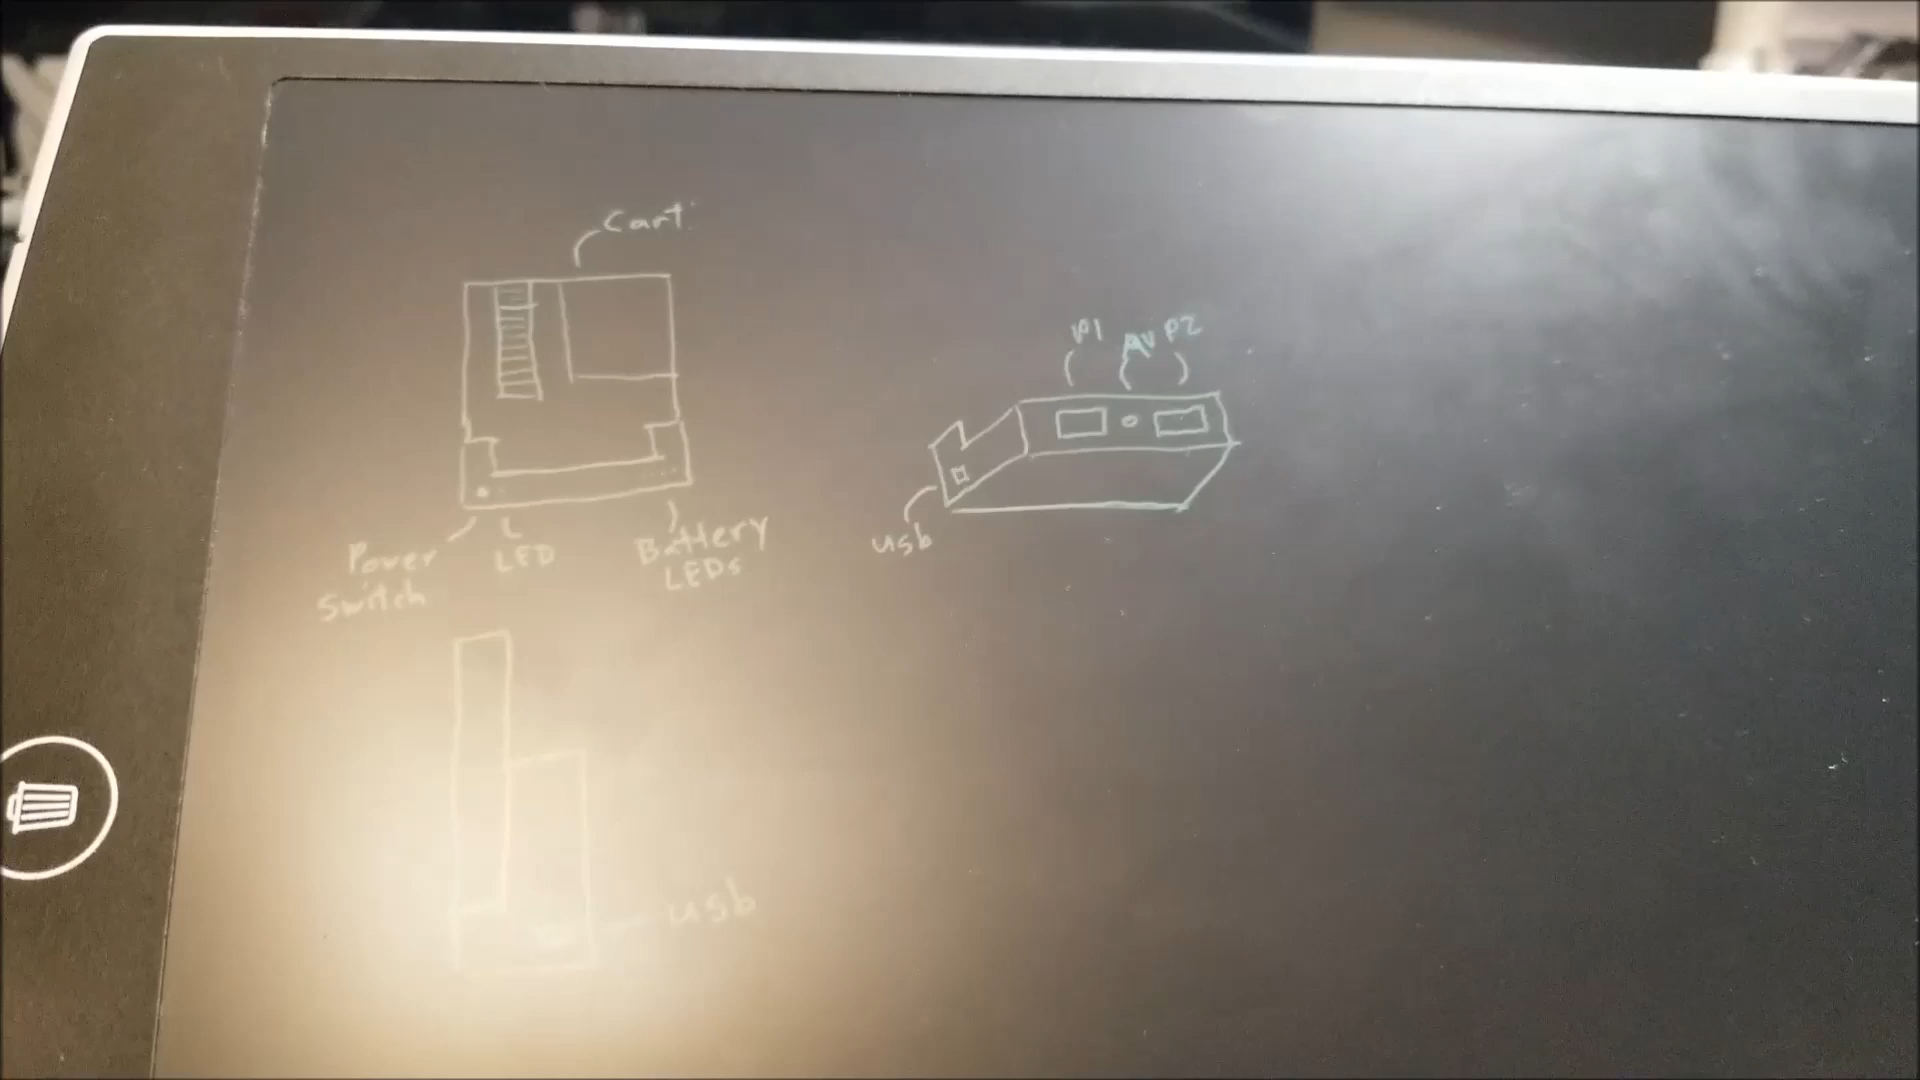 Cart.
P1
AV
P2
Power
Switch
LED
Battery
LEDs
usb
usb